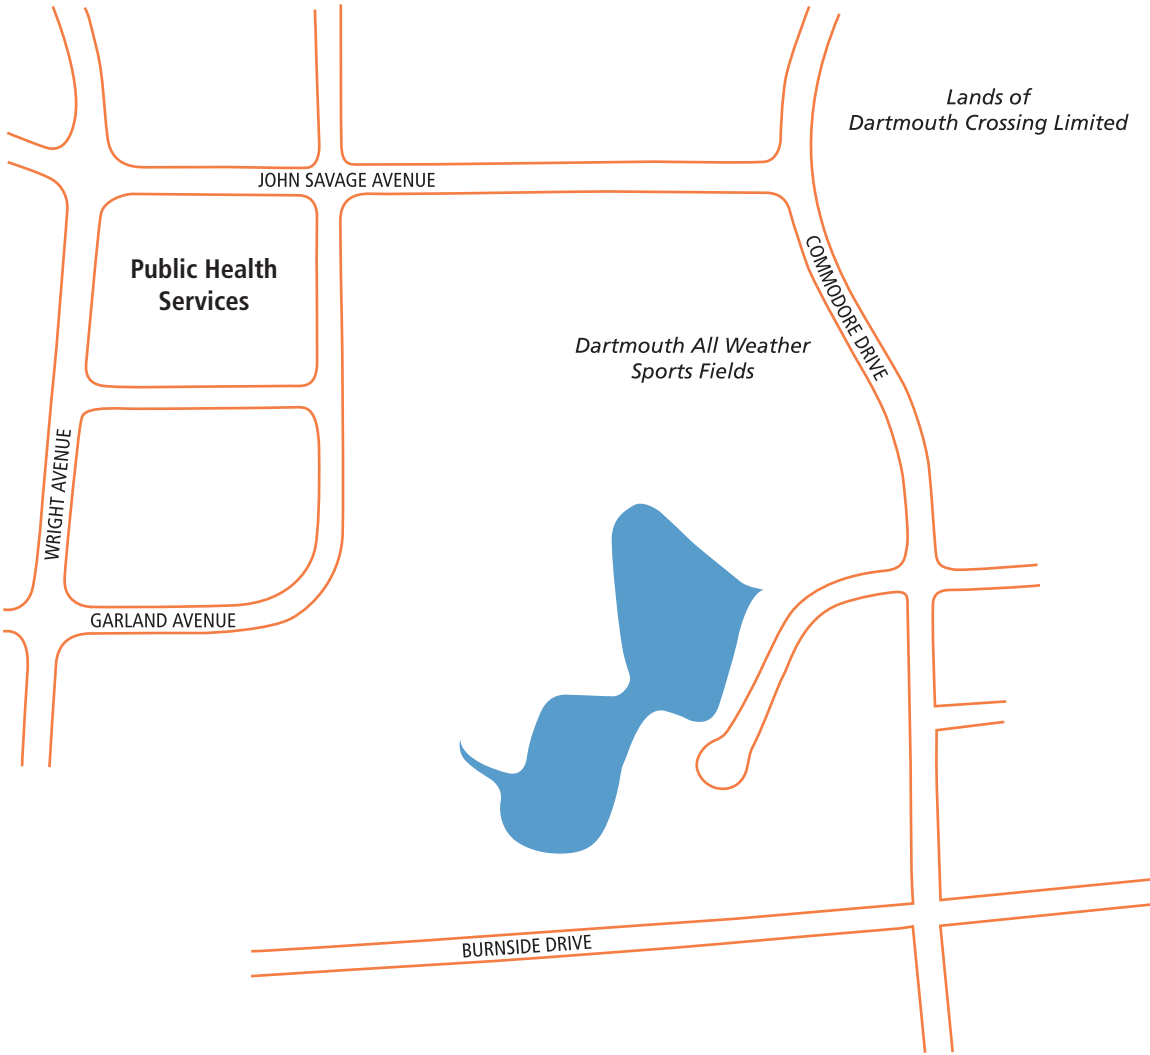 Lands of
Dartmouth Crossing Limited
JOHN SAVAGE AVENUE
Public Health
Services
COMMODORE DRIVE
Dartmouth All Weather
Sports Fields
WRIGHT AVENUE
GARLAND AVENUE
BURNSIDE DRIVE